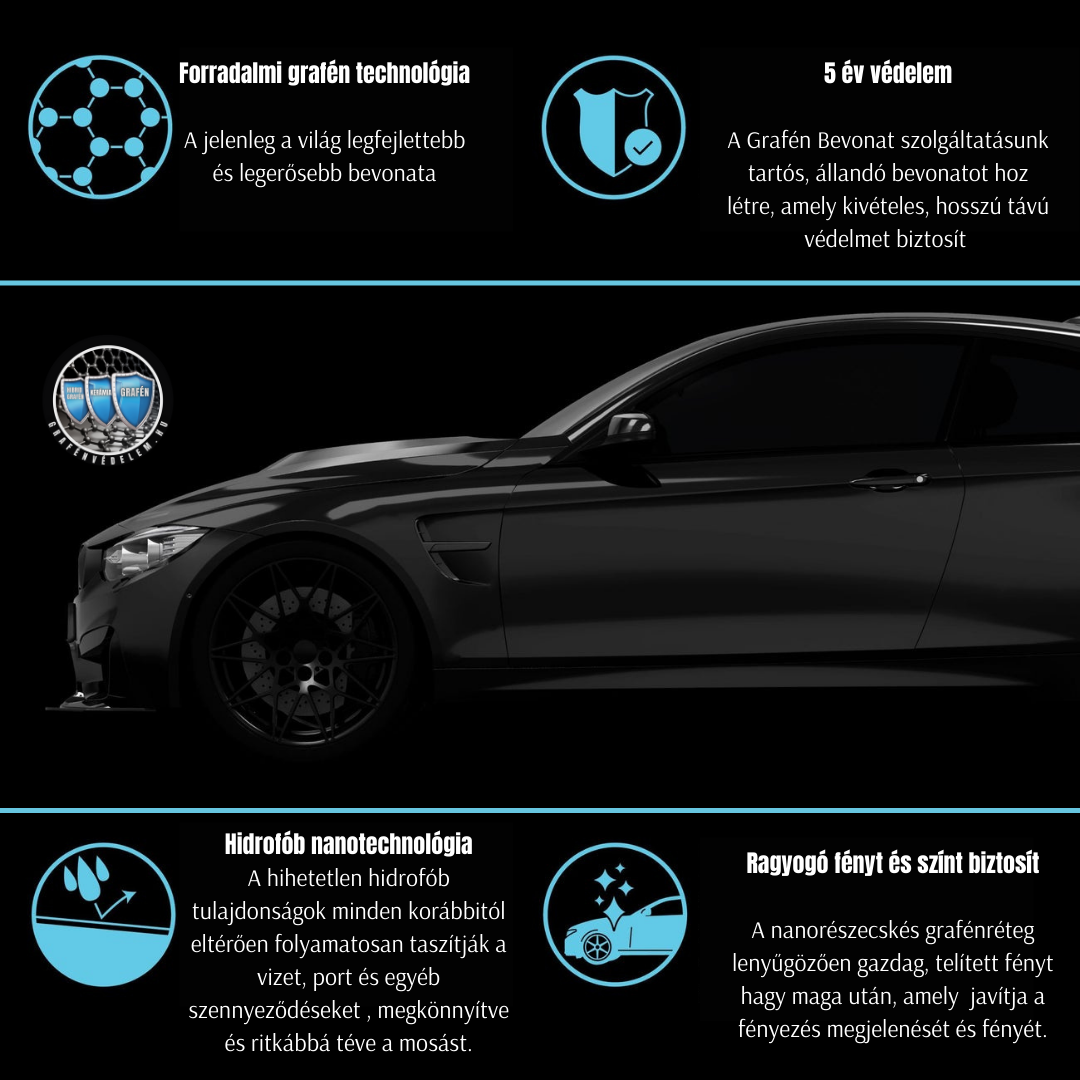 Forradalmi grafén technológia
A jelenleg a világ legfejlettebb
és legerősebb bevonata
5 év védelem
A Grafén Bevonat szolgáltatásunk
tartós, állandó bevonatot hoz
létre, amely kivételes, hosszú távú
védelmet biztosít
HIBRID
GRAFÉN
KERÁMIA
GRAFÉN
GRAFÉNVÉDELEM.HU
Hidrofób nanotechnológia
A hihetetlen hidrofób
tulajdonságok minden korábbitól
eltérően folyamatosan taszítják a
vizet, port és egyéb
szennyeződéseket , megkönnyítve
és ritkábbá téve a mosást.
Ragyogó fényt és színt biztosít
A nanorészecskés grafénréteg
lenyűgözően gazdag, telített fényt
hagy maga után, amely  javítja a
fényezés megjelenését és fényét.